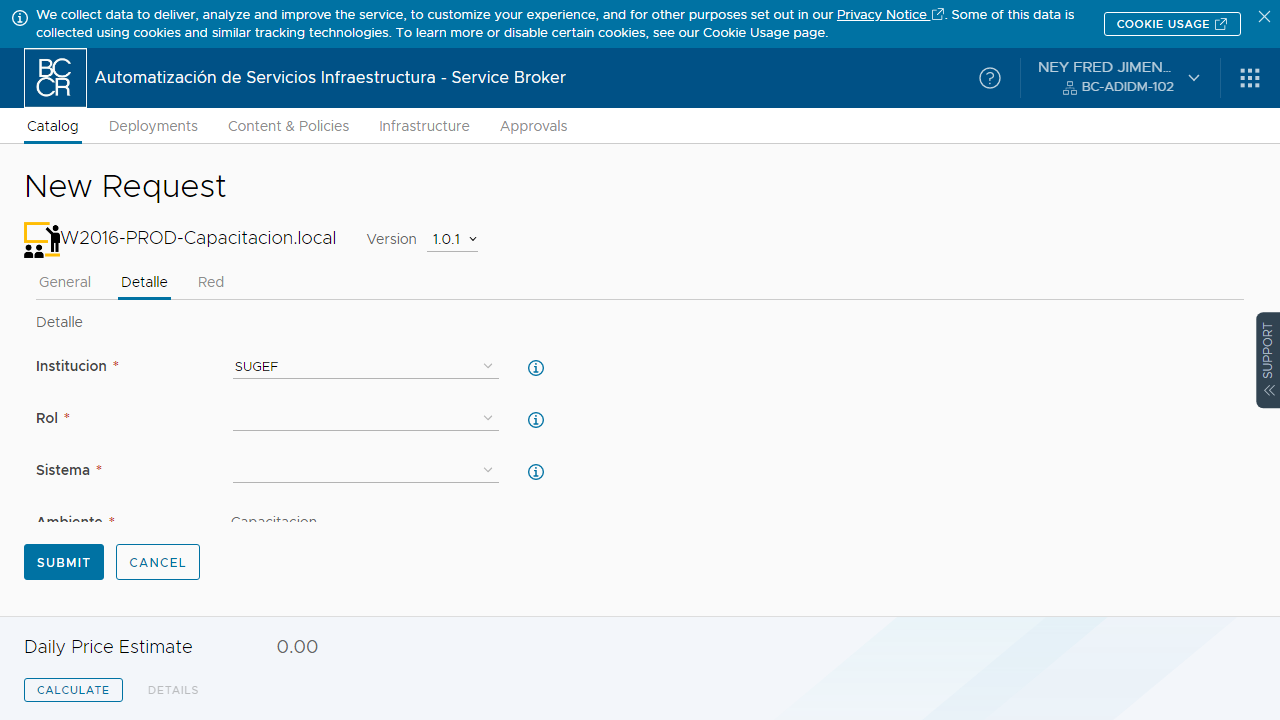 We collect data to deliver, analyze and improve the service, to customize your experience, and for other purposes set out in our Privacy Notice. Some of this data is
collected using cookies and similar tracking technologies. To learn more or disable certain cookies, see our Cookie Usage page.
COOKIE USAGE
BC
CR
Automatización de Servicios Infraestructura - Service Broker
NEY FRED JIMEN...
BC-ADIDM-102
Catalog Deployments Content & Policies Infrastructure Approvals
New Request
W2016-PROD-Capacitacion.local Version 1.0.1
General Detalle Red
Detalle
Institucion * SUGEF
Rol *
Sistema *
Ambiente * Capacitacion
SUBMIT CANCEL
SUPPORT
Daily Price Estimate 0.00
CALCULATE DETAILS